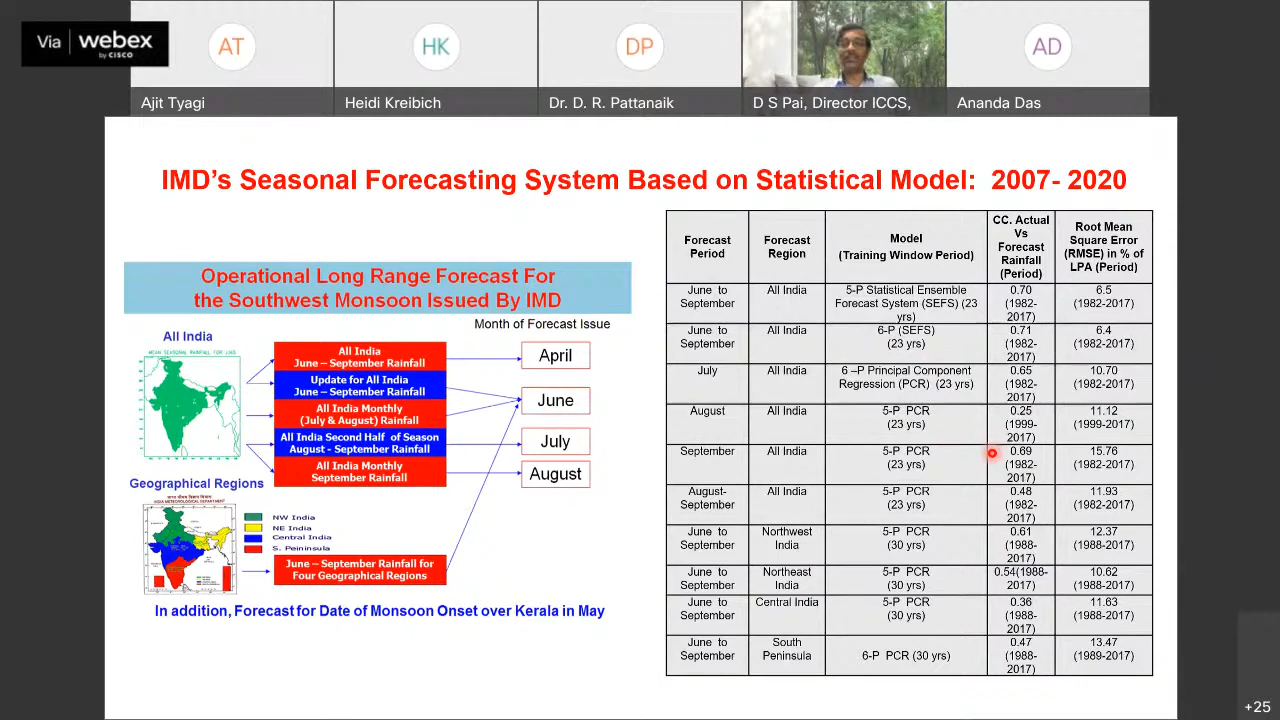 Via webex
by CISCO
AT
HK
DP
AD
Ajit Tyagi
Heidi Kreibich
Dr. D. R. Pattanaik
D S Pai, Director ICCS,
Ananda Das
IMD's Seasonal Forecasting System Based on Statistical Model: 2007- 2020
Operational Long Range Forecast For
the Southwest Monsoon Issued By IMD
Month of Forecast Issue
All India
MEAN SEASONAL RAINFALL FOR
All India
June – September Rainfall
Update for All India
June – September Rainfall
All India Monthly
(July & August) Rainfall
All India Second Half of Season
August - September Rainfall
All India Monthly
September Rainfall
April
June
July
August
Geographical Regions
INDIA METEOROLOGICAL DEPARTMENT
NW India
NE India
Central India
S. Peininsula
June – September Rainfall for
Four Geographical Regions
In addition, Forecast for Date of Monsoon Onset over Kerala in May
Forecast
Period
Forecast
Region
Model
(Training Window Period)
CC. Actual
Vs
Forecast
Rainfall
(Period)
Root Mean
Square Error
(RMSE) in % of
LPA (Period)
June to
September
All India
5-P Statistical Ensemble
Forecast System (SEFS) (23
yrs)
0.70
(1982-
2017)
6.5
(1982-2017)
June to
September
All India
6-P (SEFS)
(23 yrs)
0.71
(1982-
2017)
6.4
(1982-2017)
July
All India
6 –P Principal Component
Regression (PCR) (23 yrs)
0.65
(1982-
2017)
10.70
(1982-2017)
August
All India
5-P PCR
(23 yrs)
0.25
(1999-
2017)
11.12
(1999-2017)
September
All India
5-P PCR
(23 yrs)
0.69
(1982-
2017)
15.76
(1982-2017)
August-
September
All India
5-P PCR
(23 yrs)
0.48
(1982-
2017)
11.93
(1982-2017)
June to
September
Northwest
India
5-P PCR
(30 yrs)
0.61
(1988-
2017)
12.37
(1988-2017)
June to
September
Northeast
India
5-P PCR
(30 yrs)
0.54(1988-
2017)
10.62
(1988-2017)
June to
September
Central India
5-P PCR
(30 yrs)
0.36
(1988-
2017)
11.63
(1988-2017)
June to
September
South
Peninsula
6-P PCR (30 yrs)
0.47
(1988-
2017)
13.47
(1989-2017)
+25